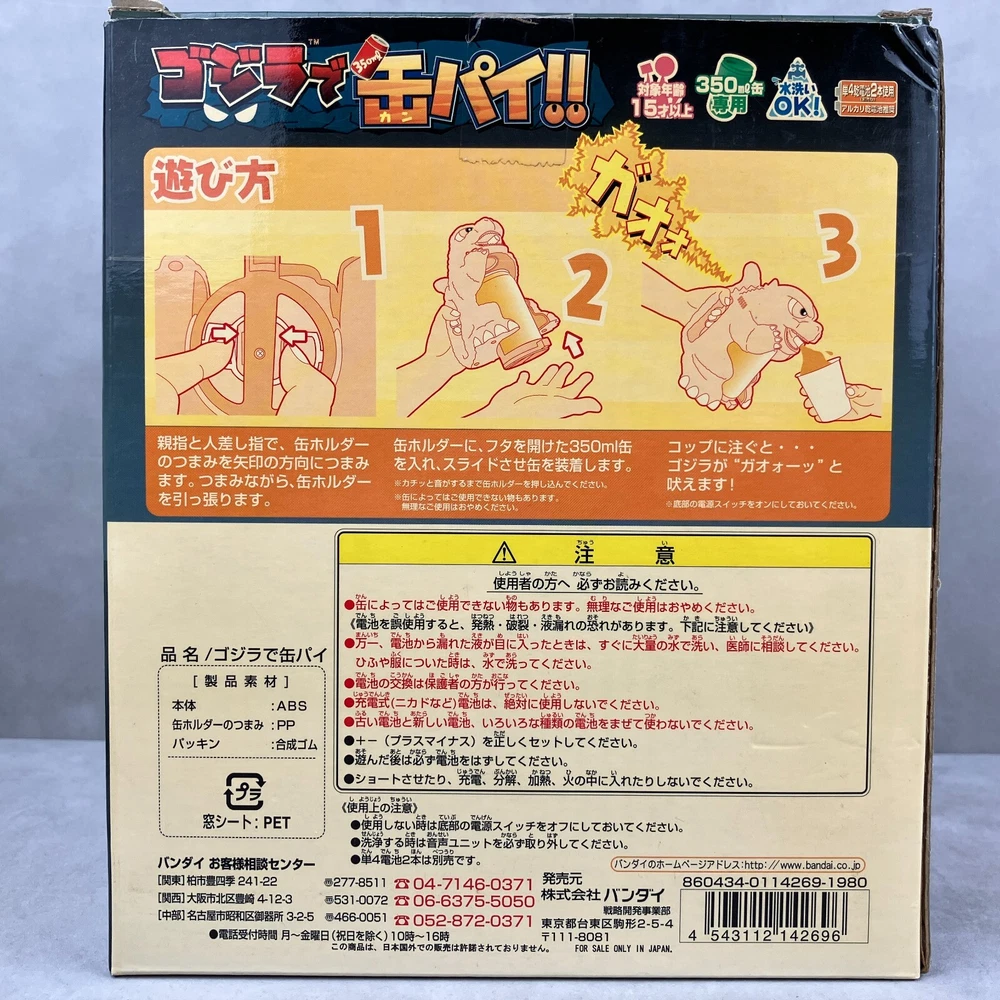 ゴジラで 缶パイ!!
TM
350ml
カン
対象年齢
15才以上
350ml缶
専用
水洗い
OK!
単4乾電池2本使用
アルカリ乾電池推奨
遊び方
1
2
ガオォ
3
親指と人差し指で、缶ホルダー
のつまみを矢印の方向につまみ
ます。つまみながら、缶ホルダー
を引っ張ります。
缶ホルダーに、フタを開けた350ml缶
を入れ、スライドさせ缶を装着します。
※カチッと音がするまで缶ホルダーを押し込んでください。
※缶によってはご使用できない物もあります。
無理なご使用はおやめください。
コップに注ぐと・・・
ゴジラが“ガオォーッ”と
吠えます!
※底部の電源スイッチをオンにしておいてください。
注意
使用者の方へ 必ずお読みください。
●缶によってはご使用できない物もあります。無理なご使用はおやめください。
《電池を誤使用すると、発熱・破裂・液漏れの恐れがあります。下記に注意してください》
●万一、電池から漏れた液が目に入ったときは、すぐに大量の水で洗い、医師に相談してください。
ひふや服についた時は、水で洗ってください。
●電池の交換は保護者の方が行ってください。
●充電式(ニカドなど)電池は、絶対に使用しないでください。
●古い電池と新しい電池、いろいろな種類の電池をまぜて使わないでください。
●+−(プラスマイナス)を正しくセットしてください。
●遊んだ後は必ず電池をはずしてください。
●ショートさせたり、充電、分解、加熱、火の中に入れたりしないでください。
《使用上の注意》
●使用しない時は底部の電源スイッチをオフにしておいてください。
●洗浄する時は音声ユニットを必ず取り外してください。
●単4電池2本は別売です。
品名/ゴジラで缶パイ
[製品素材]
本体 :ABS
缶ホルダーのつまみ :PP
パッキン :合成ゴム
プラ
窓シート:PET
バンダイ お客様相談センター
[関東] 柏市豊四季241-22 〠277-8511 ☎04-7146-0371
[関西] 大阪市北区豊崎4-12-3 〠531-0072 ☎06-6375-5050
[中部] 名古屋市昭和区御器所3-2-5 〠466-0051 ☎052-872-0371
●電話受付時間 月〜金曜日(祝日を除く)10時〜16時
この商品は、日本国外での販売は許諾されておりません。 FOR SALE ONLY IN JAPAN.
発売元
株式会社 バンダイ
戦略開発事業部
東京都台東区駒形2-5-4
〒111-8081
バンダイのホームページアドレス:http://www.bandai.co.jp
860434-0114269-1980
4 543112 142696